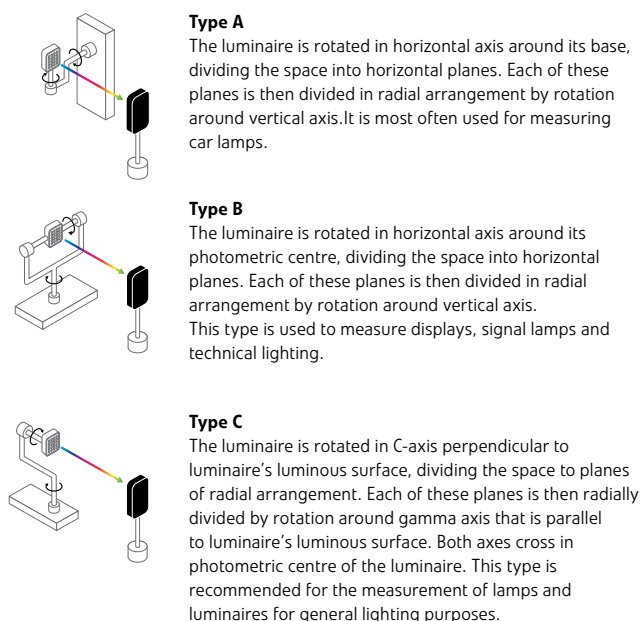 Type A
The luminaire is rotated in horizontal axis around its base,
dividing the space into horizontal planes. Each of these
planes is then divided in radial arrangement by rotation
around vertical axis.It is most often used for measuring
car lamps.
Type B
The luminaire is rotated in horizontal axis around its
photometric centre, dividing the space into horizontal
planes. Each of these planes is then divided in radial
arrangement by rotation around vertical axis.
This type is used to measure displays, signal lamps and
technical lighting.
Type C
The luminaire is rotated in C-axis perpendicular to
luminaire’s luminous surface, dividing the space to planes
of radial arrangement. Each of these planes is then radially
divided by rotation around gamma axis that is parallel
to luminaire’s luminous surface. Both axes cross in
photometric centre of the luminaire. This type is
recommended for the measurement of lamps and
luminaires for general lighting purposes.